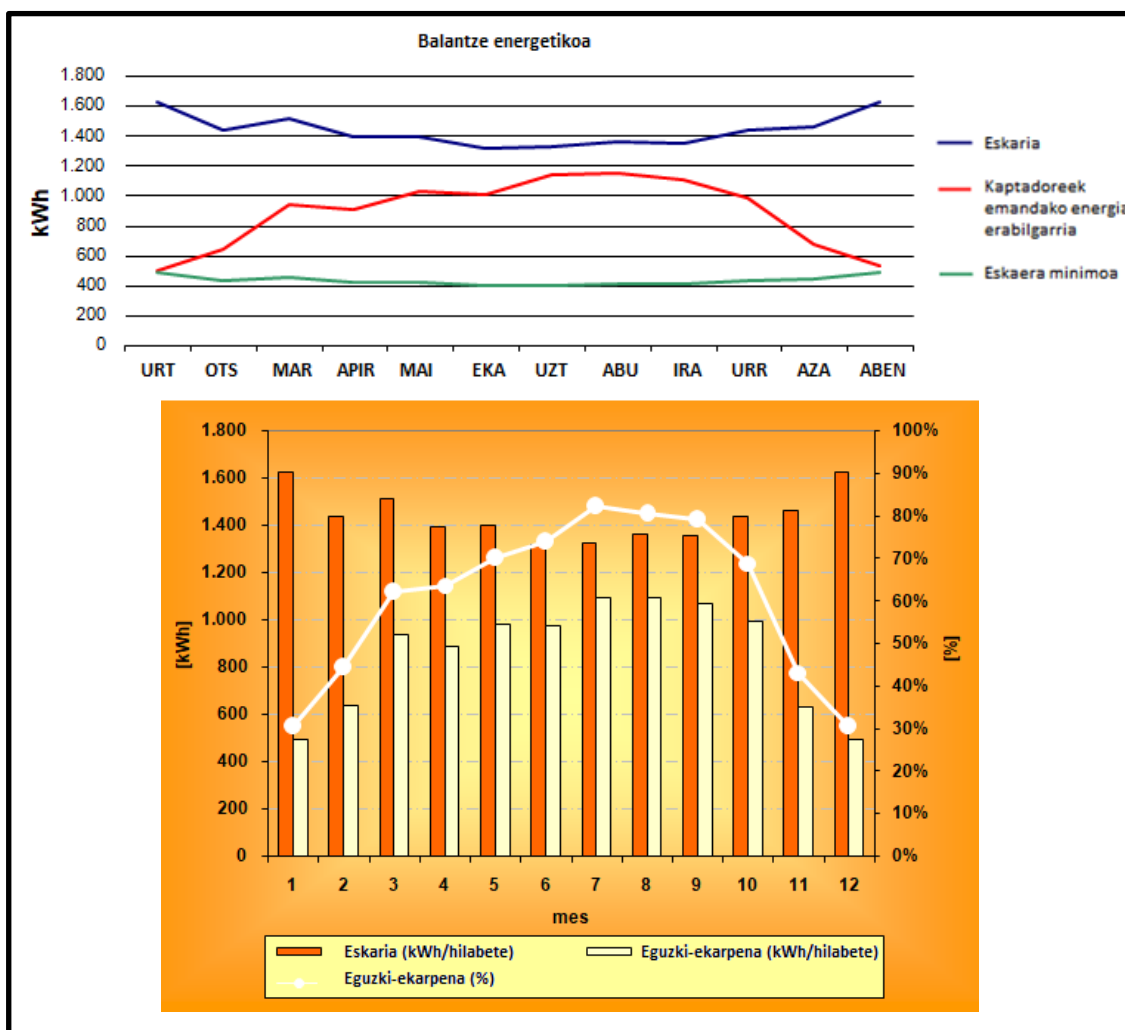 Balantze energetikoa
kWh
1.800
1.600
1.400
1.200
1.000
800
600
400
200
0
URT OTS MAR APIR MAI EKA UZT ABU IRA URR AZA ABEN
Eskaria
Kaptadoreek
emandako energia
erabilgarria
Eskaera minimoa
[kWh]
1.800
1.600
1.400
1.200
1.000
800
600
400
200
0
100%
90%
80%
70%
60%
50%
40%
30%
20%
10%
0%
[%]
1 2 3 4 5 6 7 8 9 10 11 12
mes
Eskaria (kWh/hilabete) Eguzki-ekarpena (kWh/hilabete)
Eguzki-ekarpena (%)